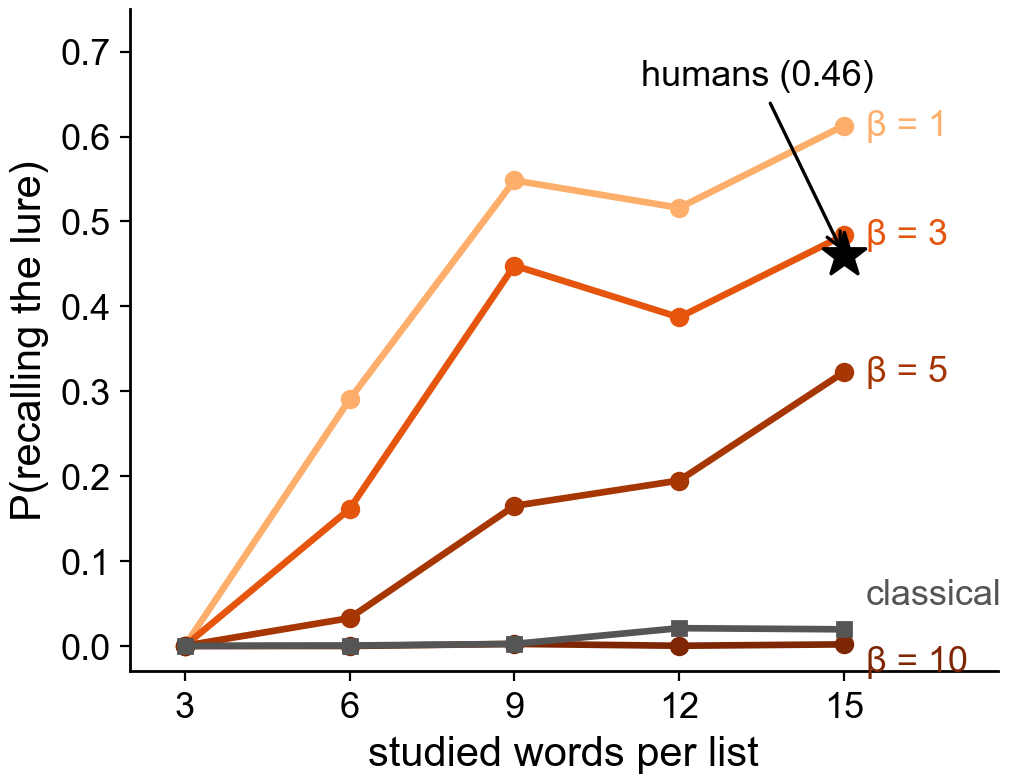 P(recalling the lure)
0.7
0.6
0.5
0.4
0.3
0.2
0.1
0.0
humans (0.46)
β = 1
β = 3
β = 5
classical
β = 10
3 6 9 12 15
studied words per list